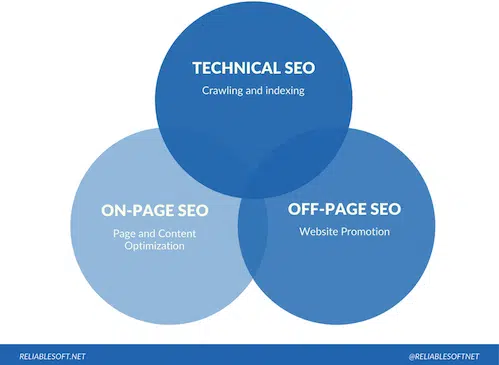 TECHNICAL SEO
Crawling and indexing
ON-PAGE SEO
Page and Content
Optimization
OFF-PAGE SEO
Website Promotion
RELIABLESOFT.NET
@RELIABLESOFTNET